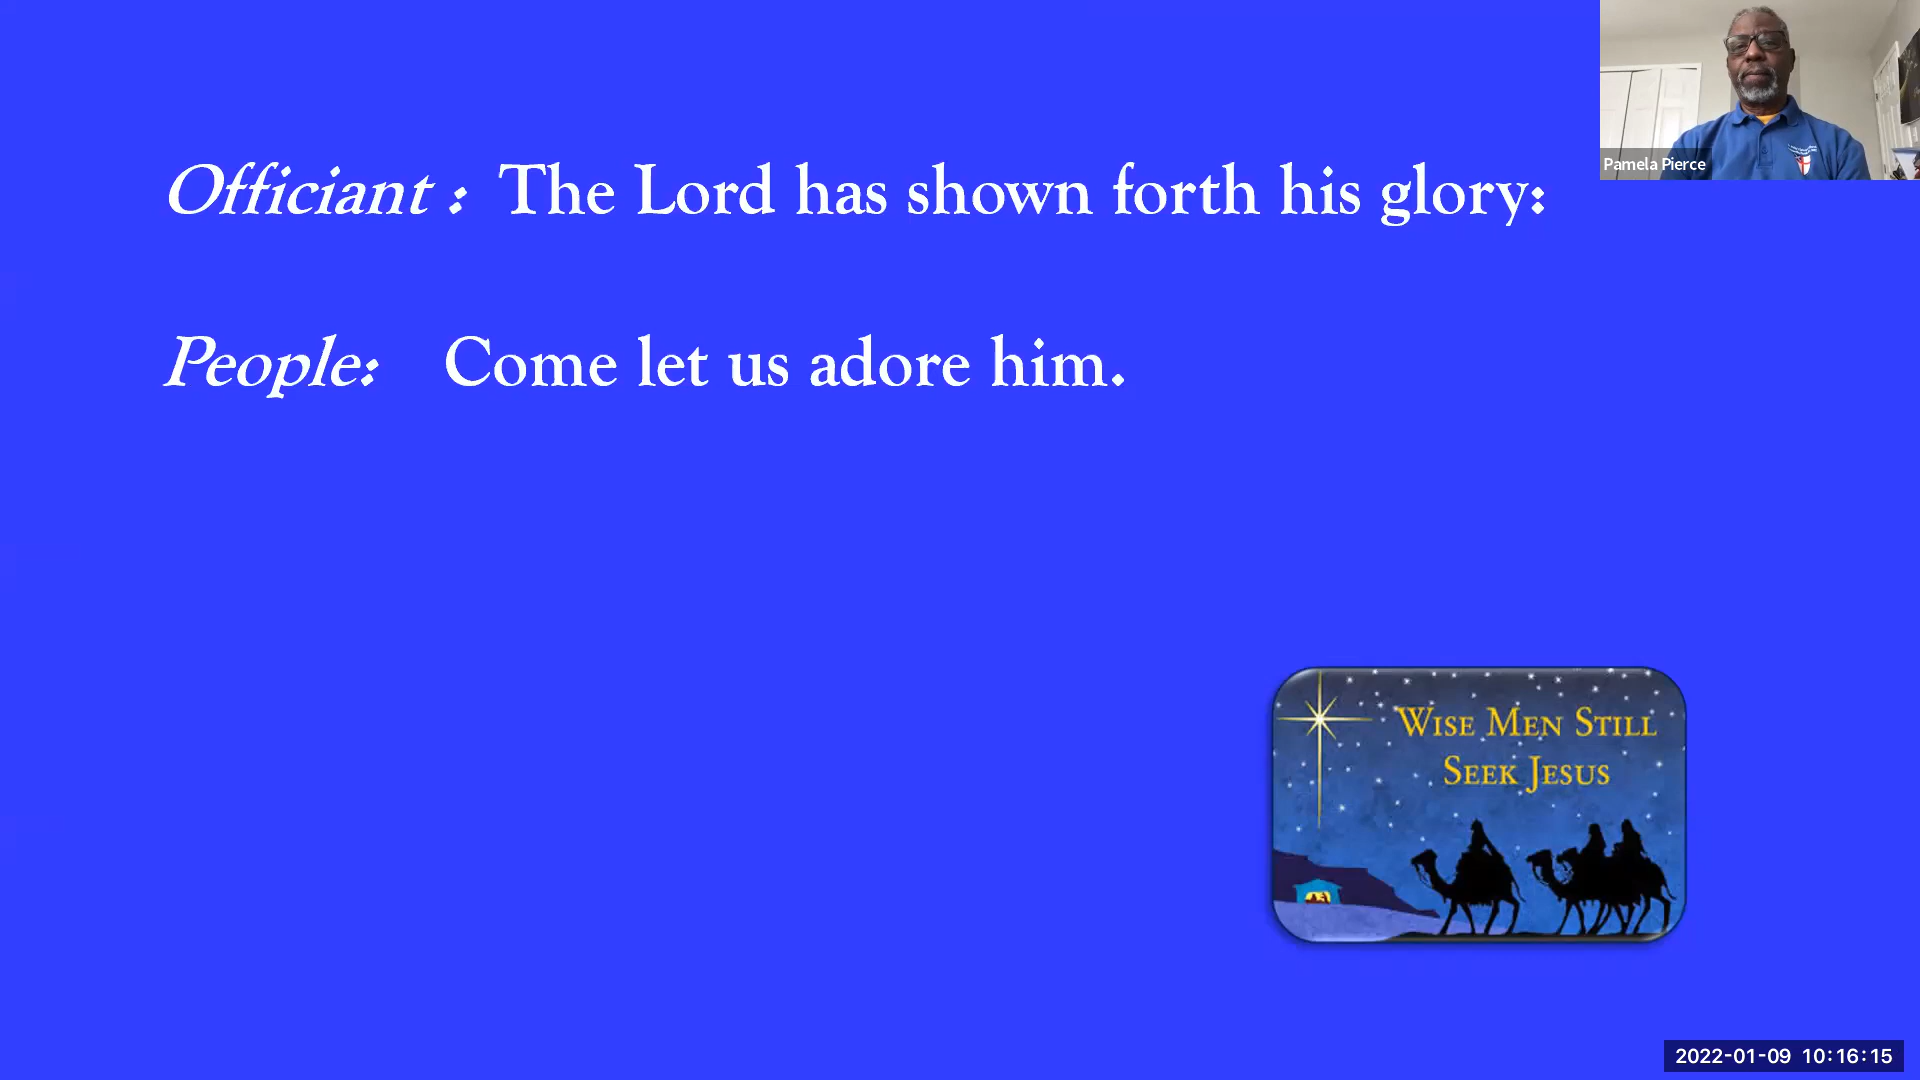 Officiant : The Lord has shown forth his glory:
Pamela Pierce
People: Come let us adore him.
Wise Men Still
Seek Jesus
2022-01-09 10:16:15